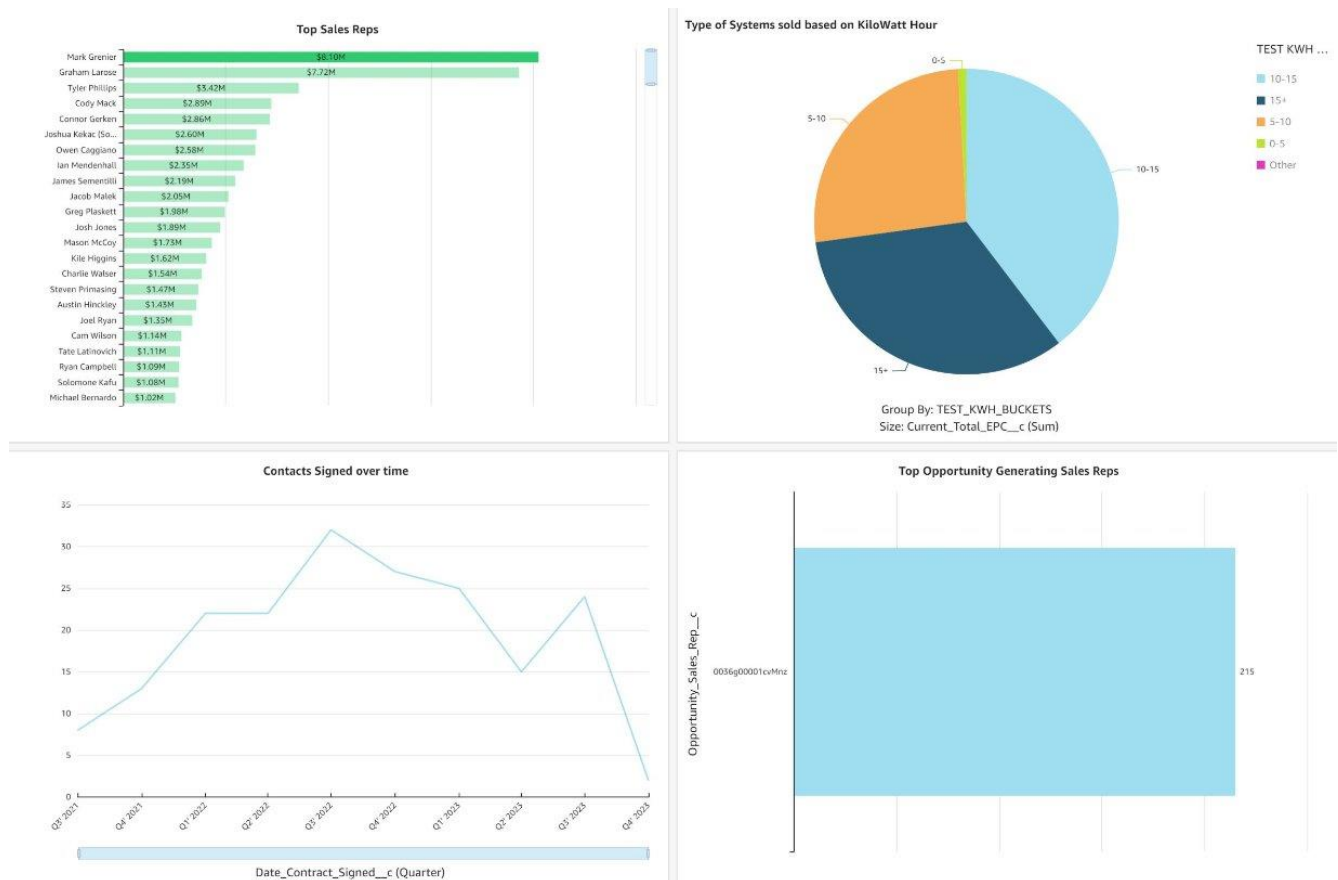 Top Sales Reps
Mark Grenier $8.10M
Graham Larose $7.72M
Tyler Phillips $3.42M
Cody Mack $2.89M
Connor Gerken $2.86M
Joshua Kekac (So... $2.60M
Owen Caggiano $2.58M
Ian Mendenhall $2.35M
James Sementilli $2.19M
Jacob Malek $2.05M
Greg Plaskett $1.98M
Josh Jones $1.89M
Mason McCoy $1.73M
Kile Higgins $1.62M
Charlie Walser $1.54M
Steven Primasing $1.47M
Austin Hinckley $1.43M
Joel Ryan $1.35M
Cam Wilson $1.14M
Tate Latinovich $1.11M
Ryan Campbell $1.09M
Solomone Kafu $1.08M
Michael Bernardo $1.02M
Type of Systems sold based on KiloWatt Hour
TEST KWH ...
10-15
15+
5-10
0-5
Other
0-5
5-10
10-15
15+
Group By: TEST_KWH_BUCKETS
Size: Current_Total_EPC__c (Sum)
Contacts Signed over time
35
30
25
20
15
10
5
0
Q3' 2021
Q4' 2021
Q1' 2022
Q2' 2022
Q3' 2022
Q4' 2022
Q1' 2023
Q2' 2023
Q3' 2023
Q4' 2023
Date_Contract_Signed__c (Quarter)
Top Opportunity Generating Sales Reps
Opportunity_Sales_Rep__c
0036g00001cvMnz
215